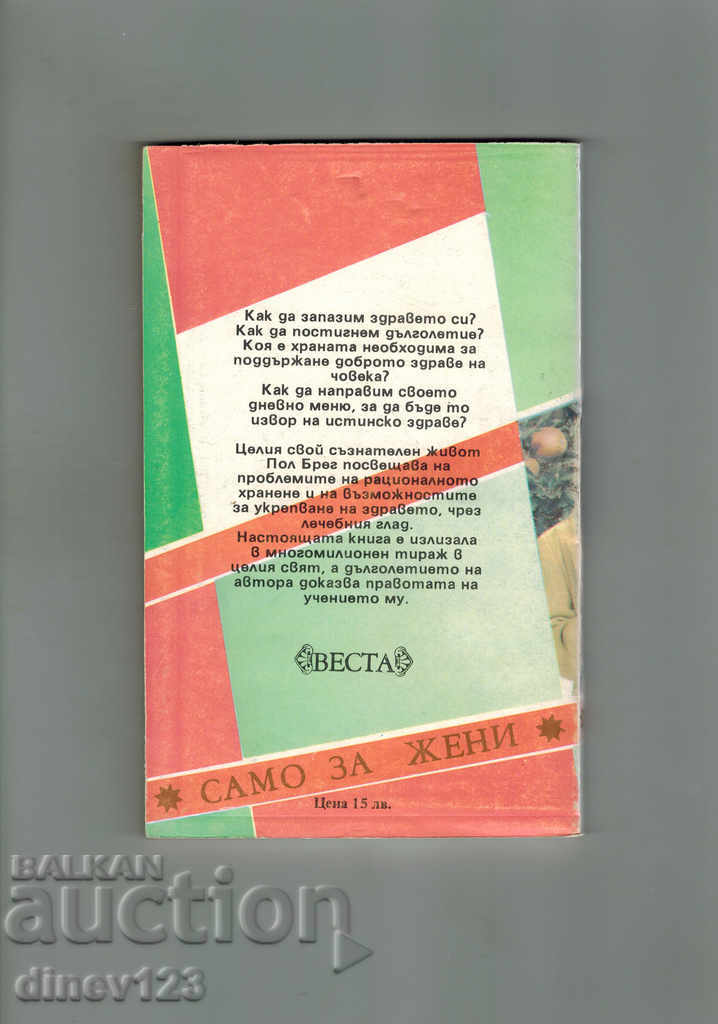 Как да запазим здравето си?
Как да постигнем дълголетие?
Коя е храната необходима за
поддържане доброто здраве на
човека?
Как да направим своето
дневно меню, за да бъде то
извор на истинско здраве?
Целия свой съзнателен живот
Пол Брег посвещава на
проблемите на рационалното
хранене и на възможностите
за укрепване на здравето, чрез
лечебния глад.
Настоящата книга е излизала
в многомилионен тираж в
целия свят, а дълголетието на
автора доказва правотата на
учението му.
ВЕСТА
САМО ЗА ЖЕНИ
Цена 15 лв.
BALKAN
auction
dinev123